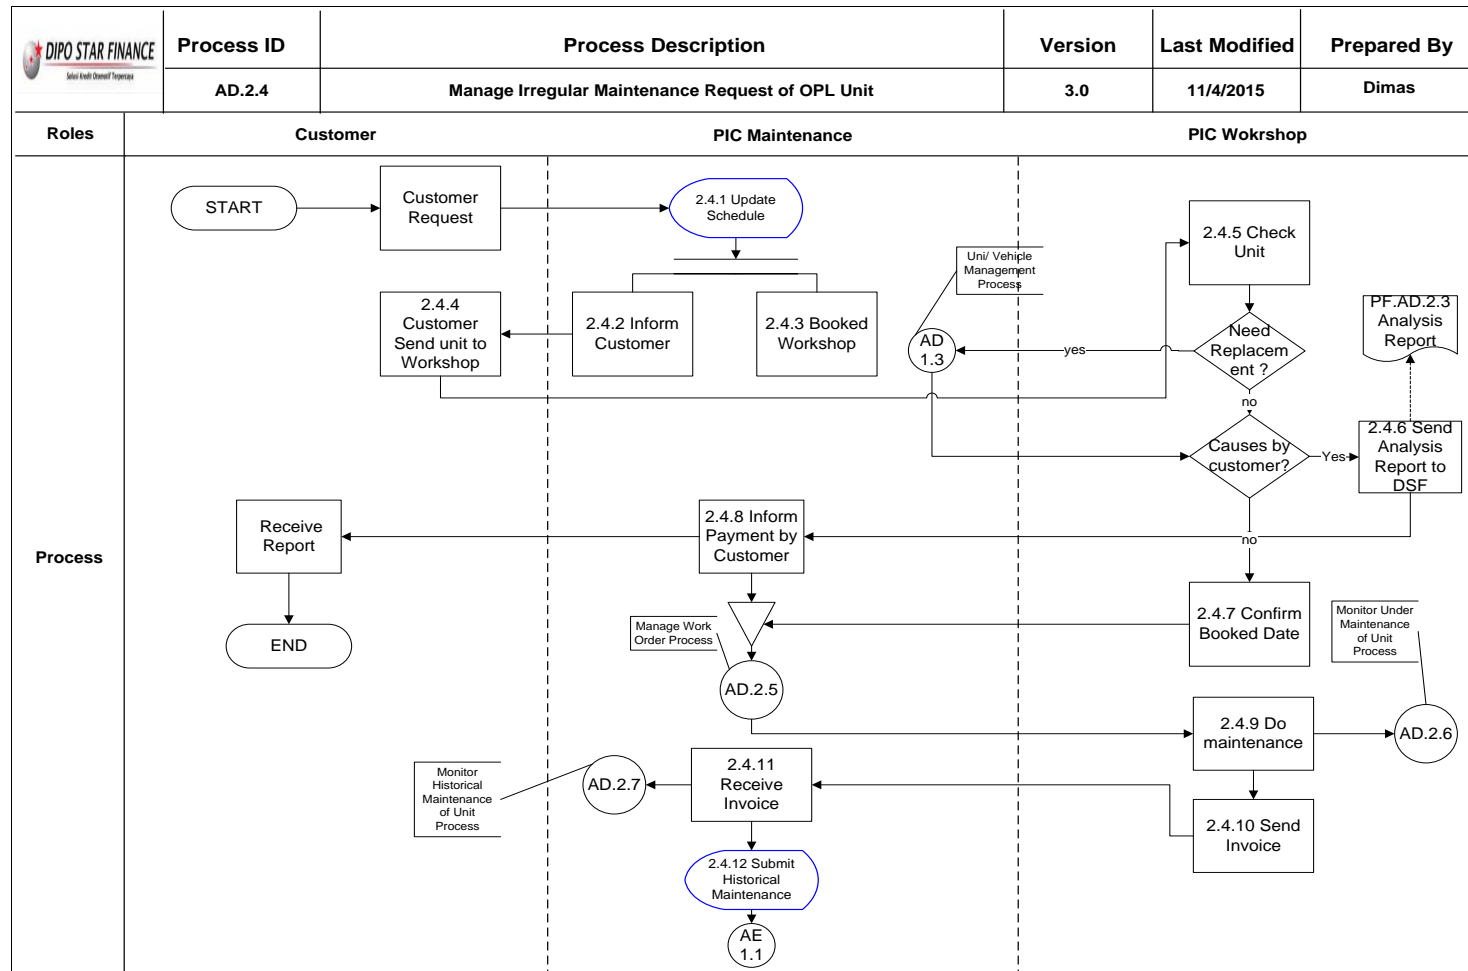 DIPO STAR FINANCE
Solusi Kredit Otomotif Terpercaya
Process ID
Process Description
Version
Last Modified
Prepared By
AD.2.4
Manage Irregular Maintenance Request of OPL Unit
3.0
11/4/2015
Dimas
Roles
Customer
PIC Maintenance
PIC Wokrshop
Process
START
Customer
Request
2.4.1 Update
Schedule
2.4.5 Check
Unit
Uni/ Vehicle
Management
Process
2.4.4
Customer
Send unit to
Workshop
2.4.2 Inform
Customer
2.4.3 Booked
Workshop
AD
1.3
yes
Need
Replacem
ent ?
PF.AD.2.3
Analysis
Report
no
Causes by
customer?
Yes
2.4.6 Send
Analysis
Report to
DSF
Receive
Report
2.4.8 Inform
Payment by
Customer
no
END
Manage Work
Order Process
2.4.7 Confirm
Booked Date
Monitor Under
Maintenance
of Unit
Process
AD.2.5
2.4.9 Do
maintenance
AD.2.6
Monitor
Historical
Maintenance
of Unit
Process
AD.2.7
2.4.11
Receive
Invoice
2.4.10 Send
Invoice
2.4.12 Submit
Historical
Maintenance
AE
1.1